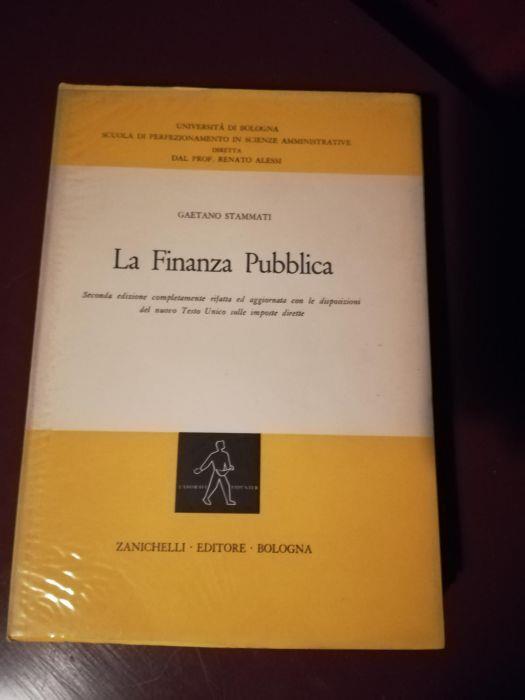 UNIVERSITÀ DI BOLOGNA
SCUOLA DI PERFEZIONAMENTO IN SCIENZE AMMINISTRATIVE
DIRETTA
DAL PROF. RENATO ALESSI
GAETANO STAMMATI
La Finanza Pubblica
Seconda edizione completamente rifatta ed aggiornata con le disposizioni
del nuovo Testo Unico sulle imposte dirette
ZANICHELLI · EDITORE · BOLOGNA